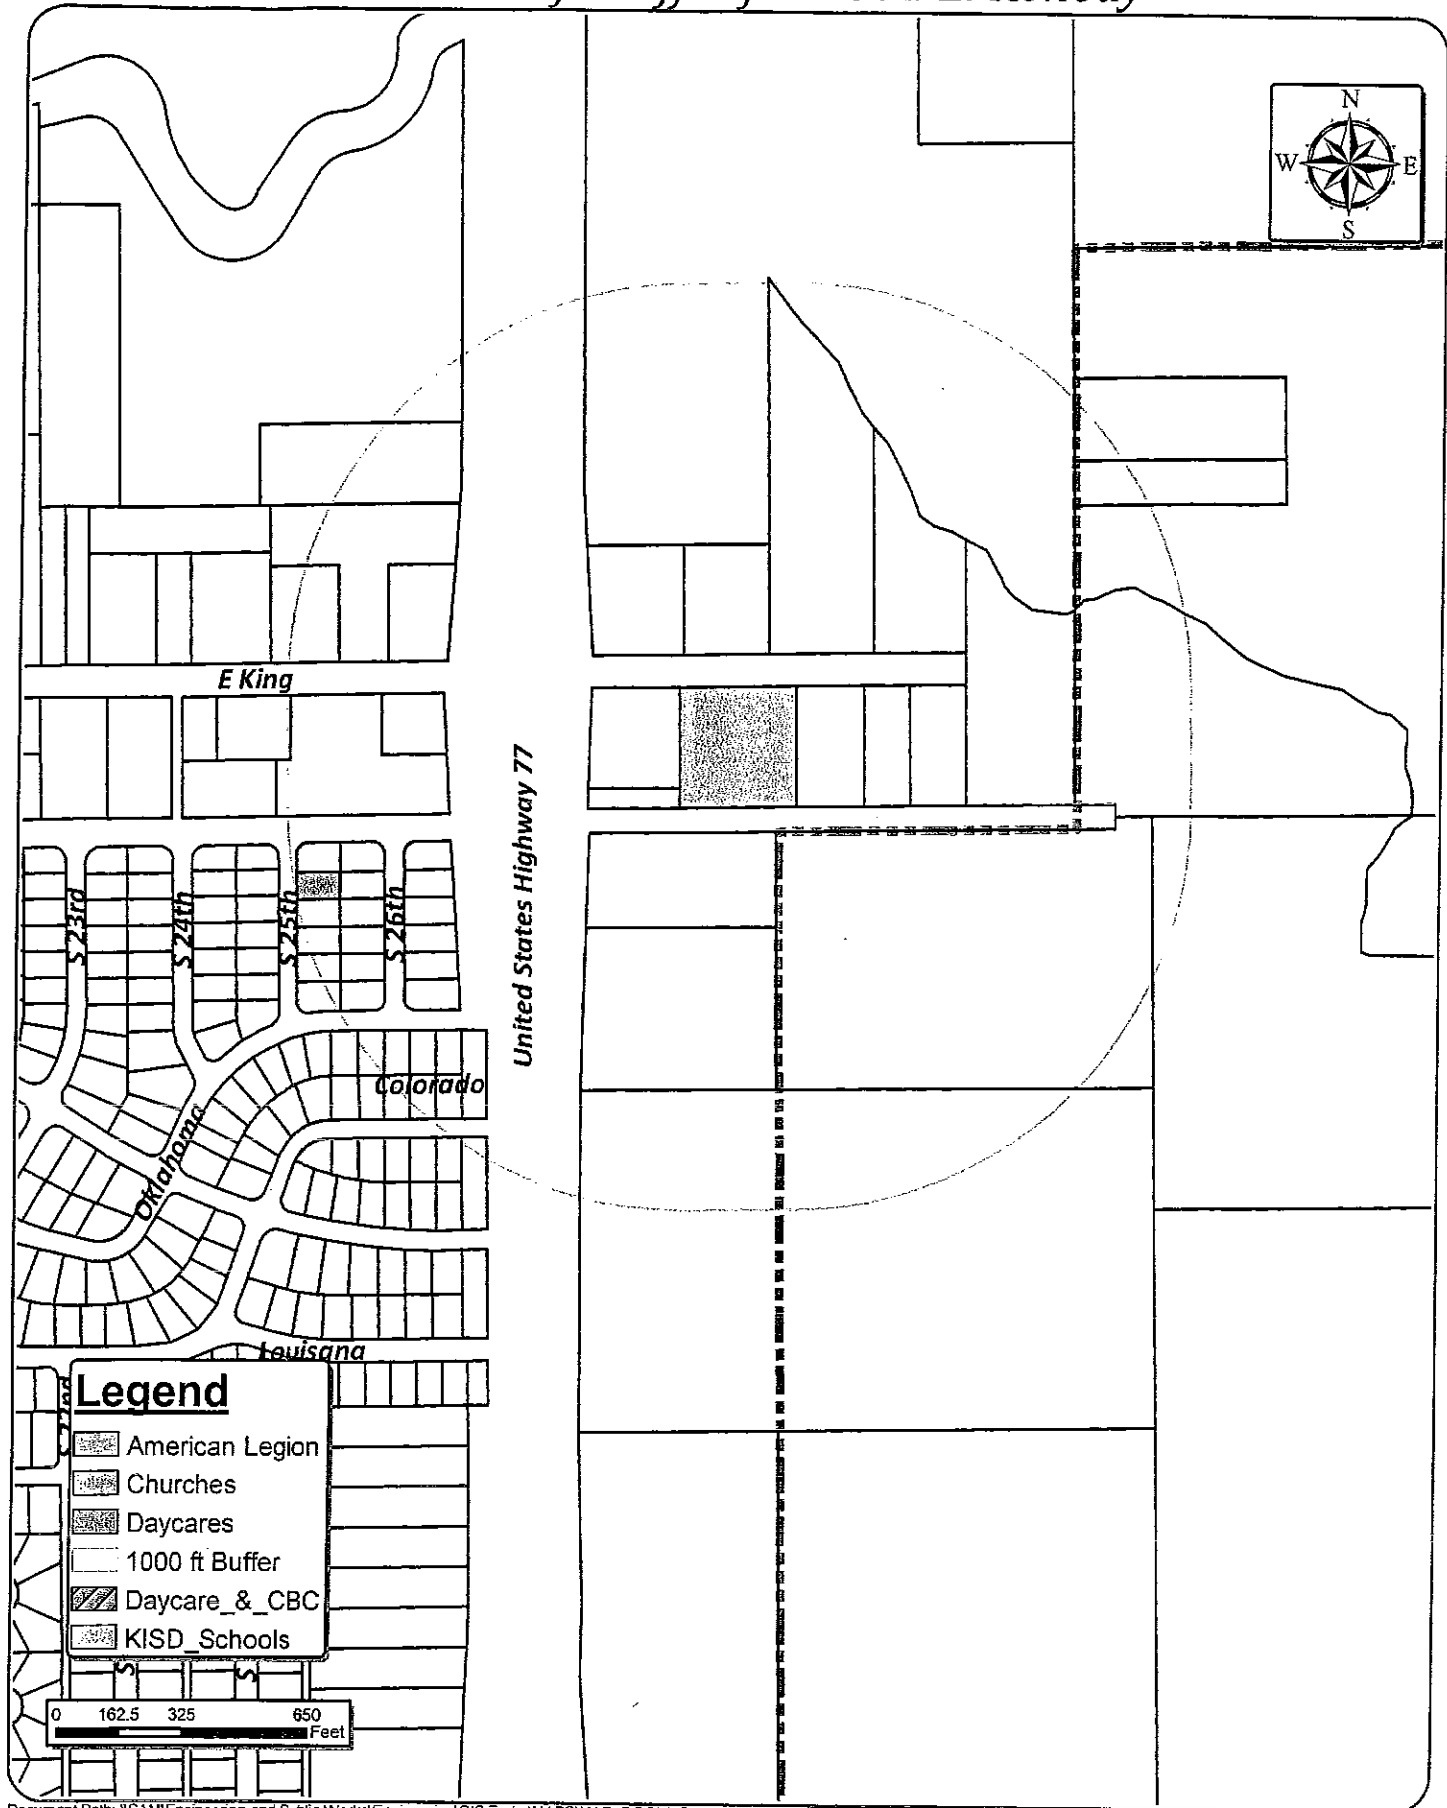 N
W E
S
E King
United States Highway 77
S 23rd
S 24th
S 25th
S 26th
Colorado
Oklahoma
Louisana
Legend
American Legion
Churches
Daycares
1000 ft Buffer
Daycare_&_CBC
KISD_Schools
S S
0 162.5 325 650
Feet